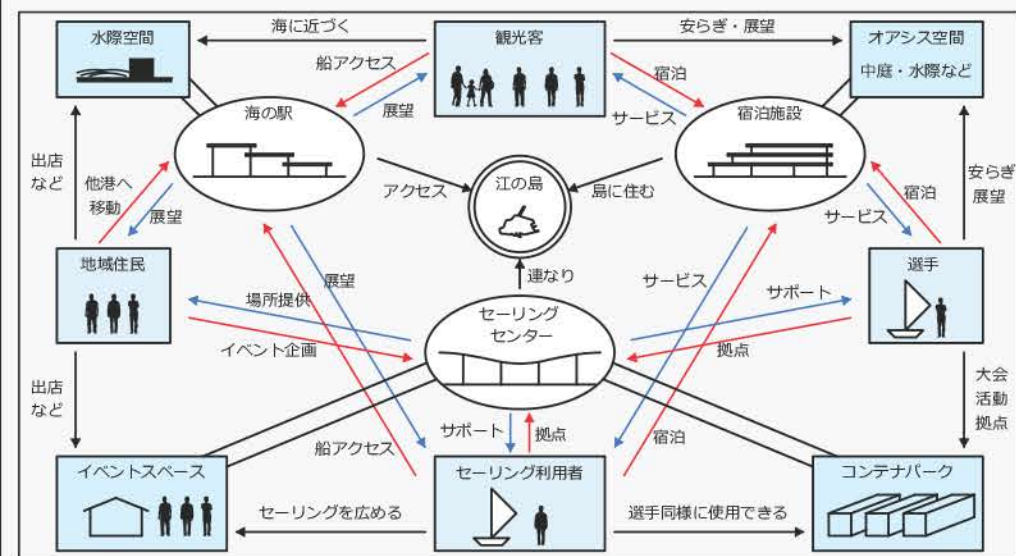 水際空間
海に近づく
観光客
安らぎ・展望
オアシス空間
中庭・水際など
船アクセス
展望
宿泊
サービス
海の駅
宿泊施設
出店
など
他港へ
移動
展望
アクセス
江の島
島に住む
サービス
宿泊
安らぎ
展望
地域住民
展望
連なり
サービス
選手
場所提供
イベント企画
セーリング
センター
サポート
拠点
出店
など
大会
活動
拠点
船アクセス
サポート
拠点
宿泊
イベントスペース
セーリング利用者
コンテナパーク
セーリングを広める
選手同様に使用できる